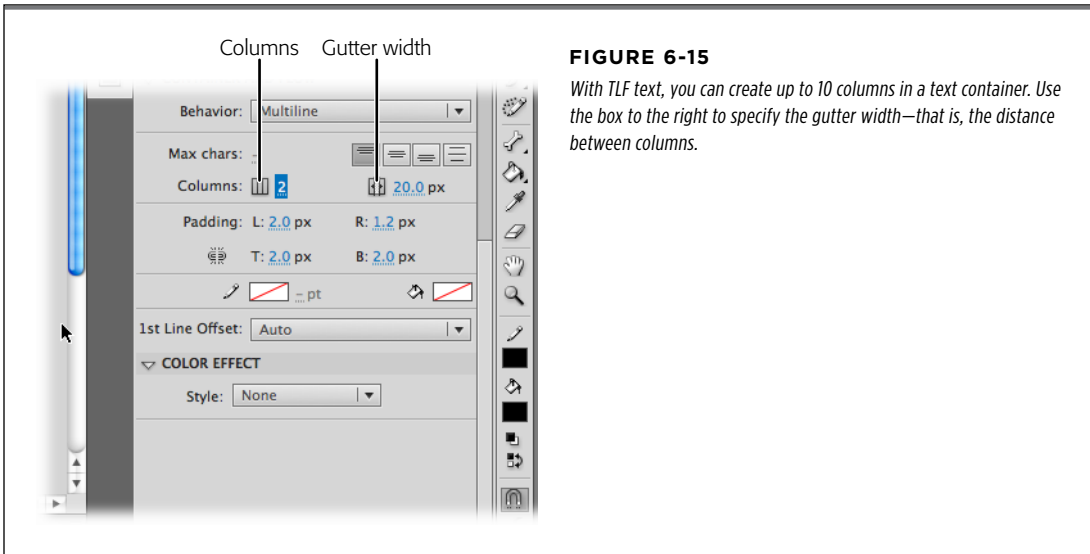 Columns Gutter width
Behavior: Multiline
Max chars: -
Columns: 2 20.0 px
Padding: L: 2.0 px R: 1.2 px
T: 2.0 px B: 2.0 px
- pt
1st Line Offset: Auto
COLOR EFFECT
Style: None
FIGURE 6-15
With TLF text, you can create up to 10 columns in a text container. Use
the box to the right to specify the gutter width—that is, the distance
between columns.